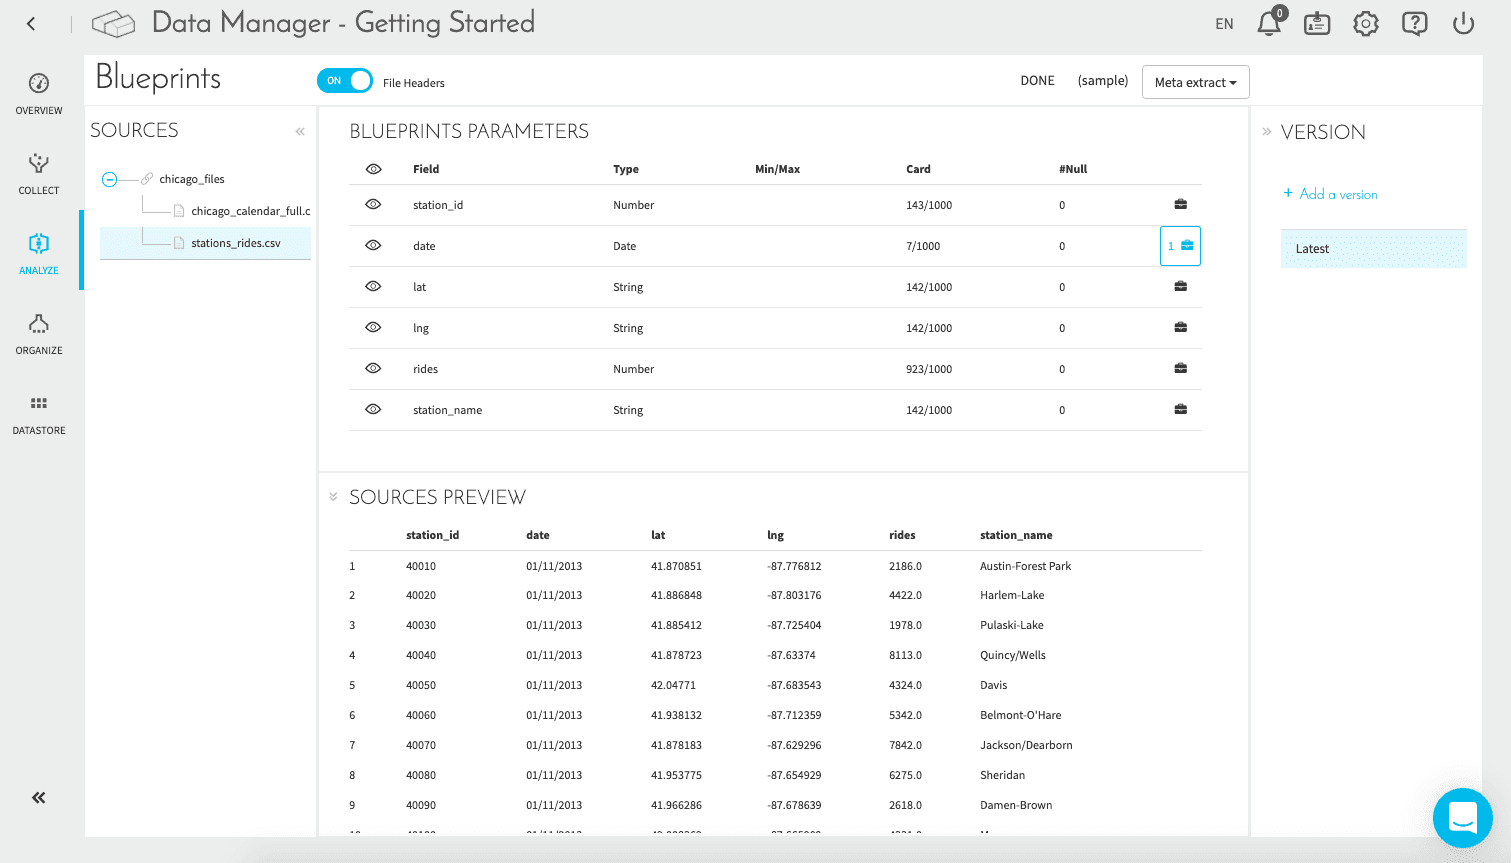 Data Manager - Getting Started
EN
0
OVERVIEW
COLLECT
ANALYZE
ORGANIZE
DATASTORE
Blueprints
ON
File Headers
DONE (sample) Meta extract
SOURCES
chicago_files
chicago_calendar_full.c
stations_rides.csv
BLUEPRINTS PARAMETERS
Field Type Min/Max Card #Null
station_id Number 143/1000 0
date Date 7/1000 0 1
lat String 142/1000 0
lng String 142/1000 0
rides Number 923/1000 0
station_name String 142/1000 0
SOURCES PREVIEW
station_id date lat lng rides station_name
1 40010 01/11/2013 41.870851 -87.776812 2186.0 Austin-Forest Park
2 40020 01/11/2013 41.886848 -87.803176 4422.0 Harlem-Lake
3 40030 01/11/2013 41.885412 -87.725404 1978.0 Pulaski-Lake
4 40040 01/11/2013 41.878723 -87.63374 8113.0 Quincy/Wells
5 40050 01/11/2013 42.04771 -87.683543 4324.0 Davis
6 40060 01/11/2013 41.938132 -87.712359 5342.0 Belmont-O'Hare
7 40070 01/11/2013 41.878183 -87.629296 7842.0 Jackson/Dearborn
8 40080 01/11/2013 41.953775 -87.654929 6275.0 Sheridan
9 40090 01/11/2013 41.966286 -87.678639 2618.0 Damen-Brown
VERSION
+ Add a version
Latest